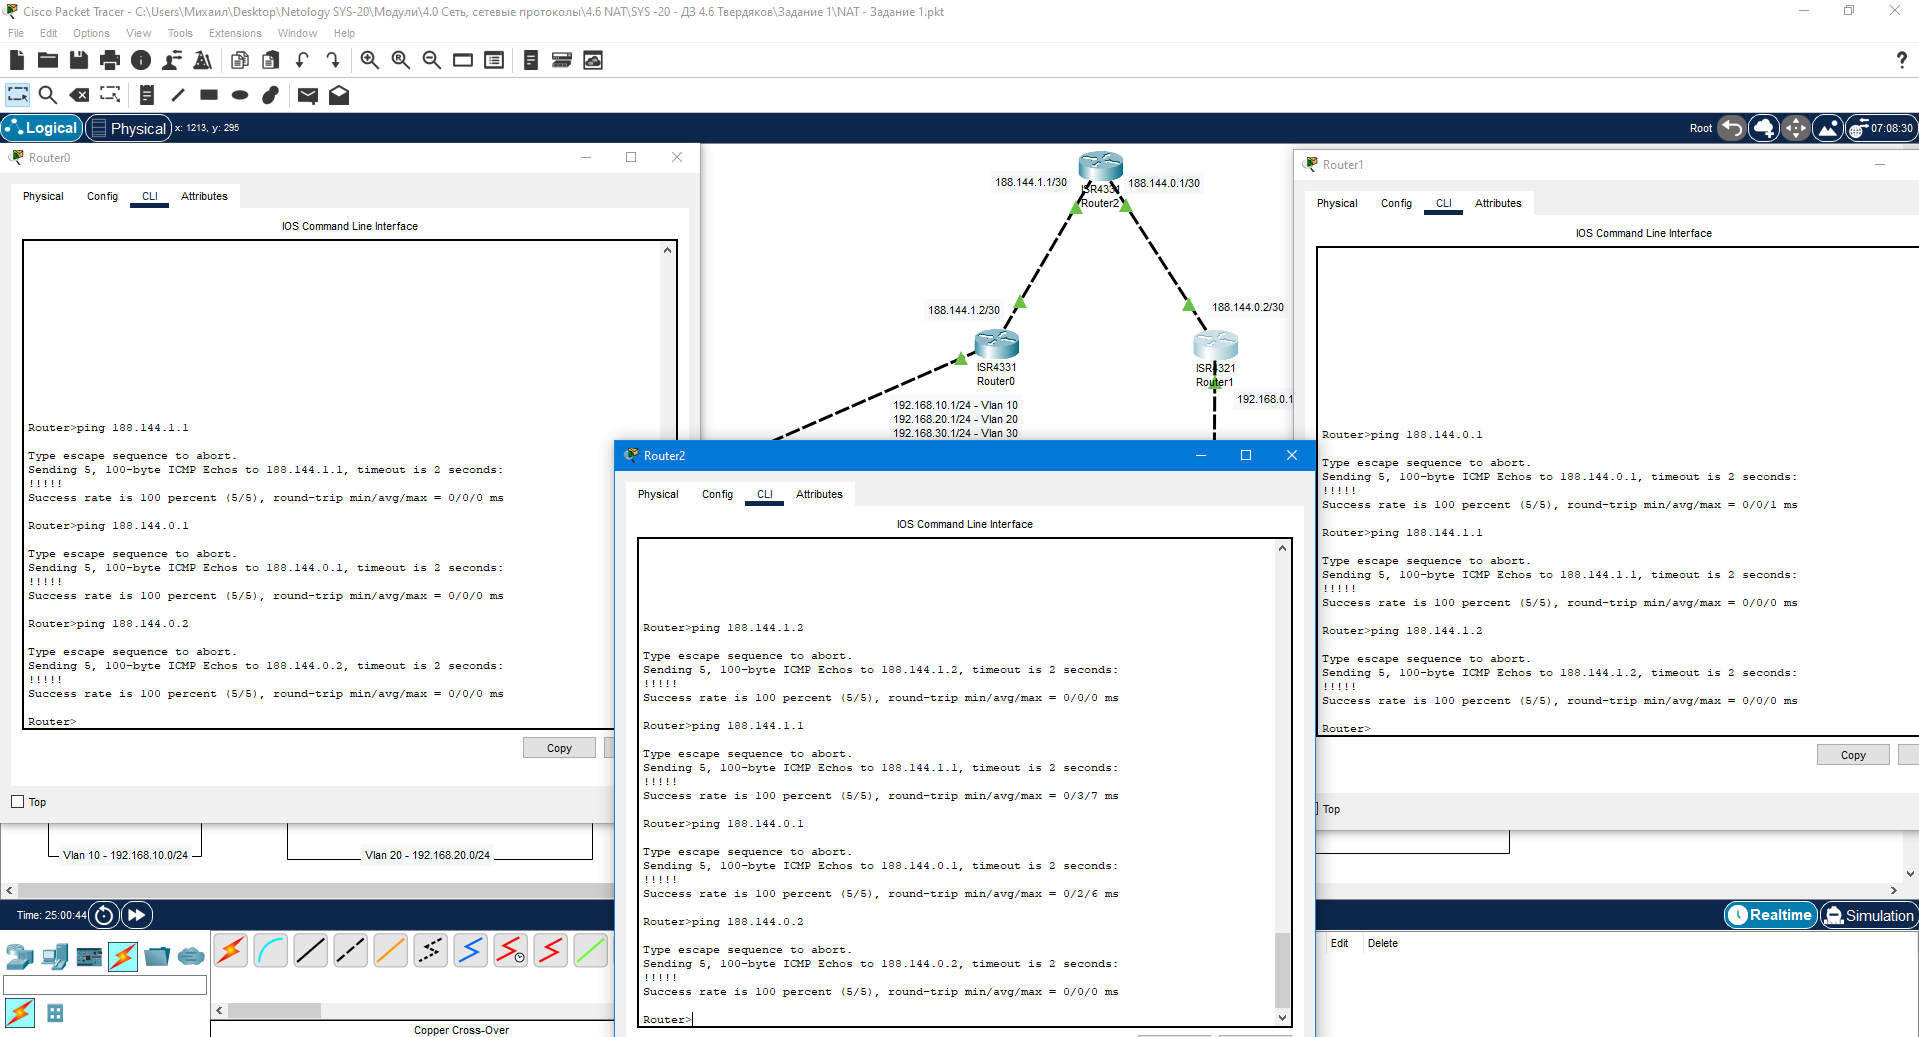 Cisco Packet Tracer - C:\Users\Михаил\Desktop\Netology SYS-20\Модули\4.0 Сеть, сетевые протоколы\4.6 NAT\SYS -20 - ДЗ 4.6 Твердяков\Задание 1\NAT - Задание 1.pkt
File Edit Options View Tools Extensions Window Help
Logical Physical x: 1213, y: 295
Root 07:08:30
Router0
Physical Config CLI Attributes
IOS Command Line Interface
Router>ping 188.144.1.1
Type escape sequence to abort.
Sending 5, 100-byte ICMP Echos to 188.144.1.1, timeout is 2 seconds:
!!!!!
Success rate is 100 percent (5/5), round-trip min/avg/max = 0/0/0 ms
Router>ping 188.144.0.1
Type escape sequence to abort.
Sending 5, 100-byte ICMP Echos to 188.144.0.1, timeout is 2 seconds:
!!!!!
Success rate is 100 percent (5/5), round-trip min/avg/max = 0/0/0 ms
Router>ping 188.144.0.2
Type escape sequence to abort.
Sending 5, 100-byte ICMP Echos to 188.144.0.2, timeout is 2 seconds:
!!!!!
Success rate is 100 percent (5/5), round-trip min/avg/max = 0/0/0 ms
Router>
Copy
Top
188.144.1.1/30
188.144.0.1/30
ISR4331
Router2
188.144.1.2/30
188.144.0.2/30
ISR4331
Router0
ISR4321
Router1
192.168.0.1
192.168.10.1/24 - Vlan 10
192.168.20.1/24 - Vlan 20
192.168.30.1/24 - Vlan 30
Router1
Physical Config CLI Attributes
IOS Command Line Interface
Router>ping 188.144.0.1
Type escape sequence to abort.
Sending 5, 100-byte ICMP Echos to 188.144.0.1, timeout is 2 seconds:
!!!!!
Success rate is 100 percent (5/5), round-trip min/avg/max = 0/0/1 ms
Router>ping 188.144.1.1
Type escape sequence to abort.
Sending 5, 100-byte ICMP Echos to 188.144.1.1, timeout is 2 seconds:
!!!!!
Success rate is 100 percent (5/5), round-trip min/avg/max = 0/0/0 ms
Router>ping 188.144.1.2
Type escape sequence to abort.
Sending 5, 100-byte ICMP Echos to 188.144.1.2, timeout is 2 seconds:
!!!!!
Success rate is 100 percent (5/5), round-trip min/avg/max = 0/0/0 ms
Router>
Copy
Top
Router2
Physical Config CLI Attributes
IOS Command Line Interface
Router>ping 188.144.1.2
Type escape sequence to abort.
Sending 5, 100-byte ICMP Echos to 188.144.1.2, timeout is 2 seconds:
!!!!!
Success rate is 100 percent (5/5), round-trip min/avg/max = 0/0/0 ms
Router>ping 188.144.1.1
Type escape sequence to abort.
Sending 5, 100-byte ICMP Echos to 188.144.1.1, timeout is 2 seconds:
!!!!!
Success rate is 100 percent (5/5), round-trip min/avg/max = 0/3/7 ms
Router>ping 188.144.0.1
Type escape sequence to abort.
Sending 5, 100-byte ICMP Echos to 188.144.0.1, timeout is 2 seconds:
!!!!!
Success rate is 100 percent (5/5), round-trip min/avg/max = 0/2/6 ms
Router>ping 188.144.0.2
Type escape sequence to abort.
Sending 5, 100-byte ICMP Echos to 188.144.0.2, timeout is 2 seconds:
!!!!!
Success rate is 100 percent (5/5), round-trip min/avg/max = 0/0/0 ms
Router>
Vlan 10 - 192.168.10.0/24
Vlan 20 - 192.168.20.0/24
Time: 25:00:44
Realtime Simulation
Edit Delete
Copper Cross-Over